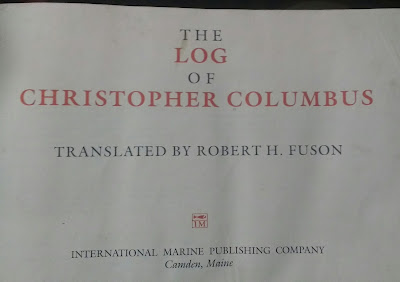 THE
LOG
OF
CHRISTOPHER COLUMBUS
TRANSLATED BY ROBERT H. FUSON
TM
INTERNATIONAL MARINE PUBLISHING COMPANY
Camden, Maine